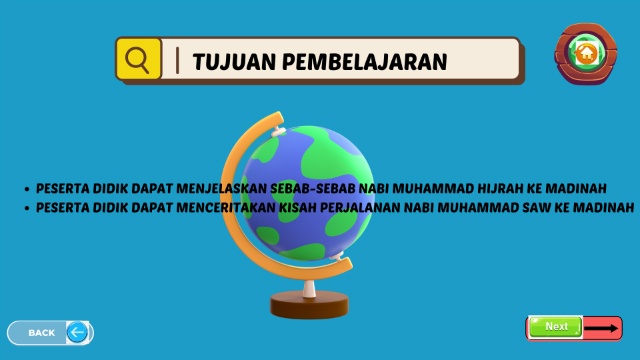 TUJUAN PEMBELAJARAN
• PESERTA DIDIK DAPAT MENJELASKAN SEBAB-SEBAB NABI MUHAMMAD HIJRAH KE MADINAH
• PESERTA DIDIK DAPAT MENCERITAKAN KISAH PERJALANAN NABI MUHAMMAD SAW KE MADINAH
BACK
Next